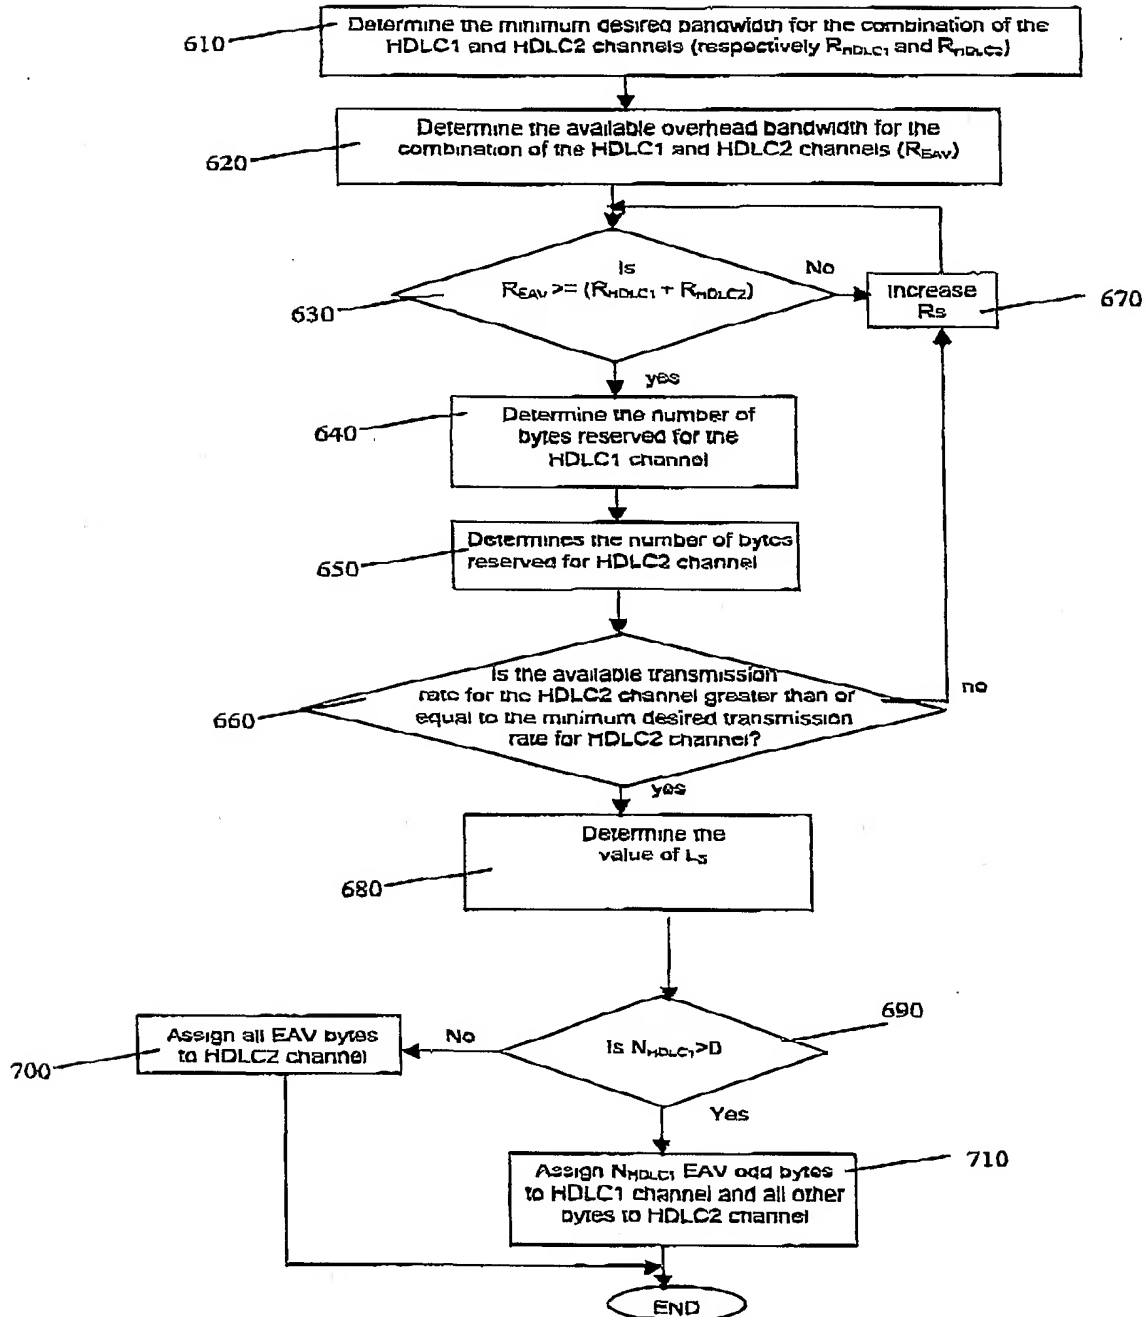 610
Determine the minimum desired bandwidth for the combination of the
HDLC1 and HDLC2 channels (respectively RHDLC1 and RHDLC2)
620
Determine the available overhead bandwidth for the
combination of the HDLC1 and HDLC2 channels (REAV)
630
Is
REAV >= (RHDLC1 + RHDLC2)
No
Increase
Rs
670
yes
640
Determine the number of
bytes reserved for the
HDLC1 channel
650
Determines the number of bytes
reserved for HDLC2 channel
660
Is the available transmission
rate for the HDLC2 channel greater than or
equal to the minimum desired transmission
rate for HDLC2 channel?
no
yes
680
Determine the
value of Ls
690
Is NHDLC1>0
No
700
Assign all EAV bytes
to HDLC2 channel
Yes
710
Assign NHDLC1 EAV odd bytes
to HDLC1 channel and all other
bytes to HDLC2 channel
END